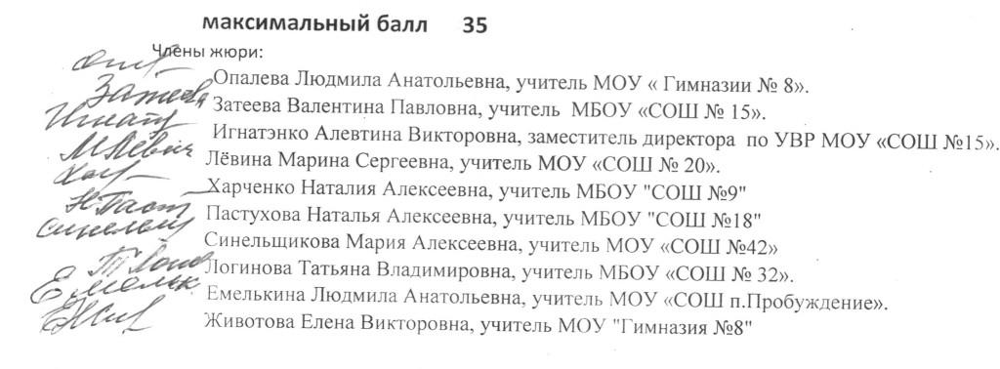 максимальный балл 35
Члены жюри:
Опалева Людмила Анатольевна, учитель МОУ « Гимназии № 8».
Затеева Затеева Валентина Павловна, учитель МБОУ «СОШ № 15».
Игнатэнко Алевтина Викторовна, заместитель директора по УВР МОУ «СОШ №15».
Лёвина Марина Сергеевна, учитель МОУ «СОШ № 20».
Харченко Наталия Алексеевна, учитель МБОУ "СОШ №9"
Пастухова Наталья Алексеевна, учитель МБОУ "СОШ №18"
Синельщикова Мария Алексеевна, учитель МОУ «СОШ №42»
Логинова Татьяна Владимировна, учитель МБОУ «СОШ № 32».
Емелькина Людмила Анатольевна, учитель МОУ «СОШ п.Пробуждение».
Животова Елена Викторовна, учитель МОУ "Гимназия №8"